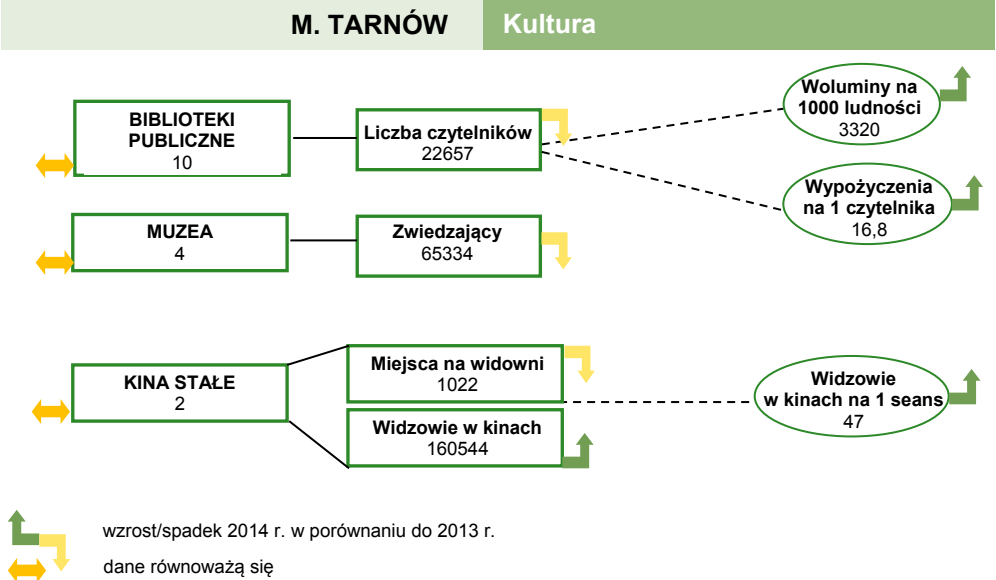 M. TARNÓW
Kultura
BIBLIOTEKI
PUBLICZNE
10
Liczba czytelników
22657
Woluminy na
1000 ludności
3320
Wypożyczenia
na 1 czytelnika
16,8
MUZEA
4
Zwiedzający
65334
KINA STAŁE
2
Miejsca na widowni
1022
Widzowie w kinach
160544
Widzowie
w kinach na 1 seans
47
wzrost/spadek 2014 r. w porównaniu do 2013 r.
dane równoważą się